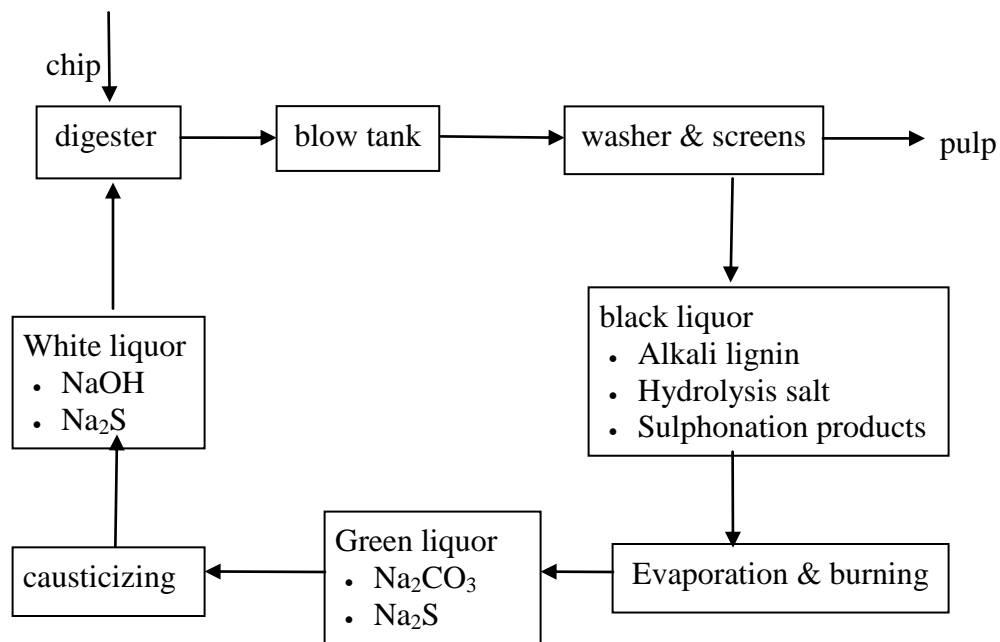 chip
digester
blow tank
washer & screens
pulp
White liquor
• NaOH
• Na₂S
black liquor
• Alkali lignin
• Hydrolysis salt
• Sulphonation products
causticizing
Green liquor
• Na₂CO₃
• Na₂S
Evaporation & burning